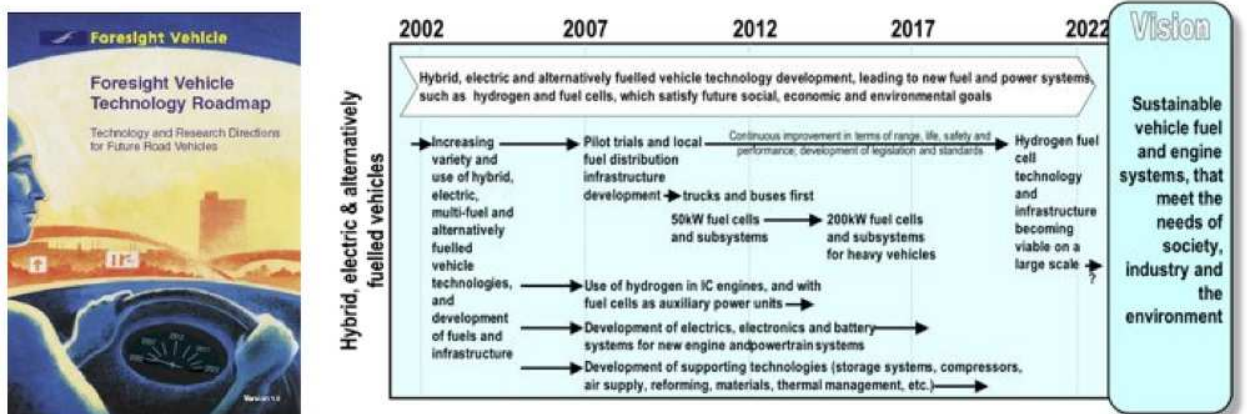 Foresight Vehicle
Foresight Vehicle
Technology Roadmap
Technology and Research Directions
for Future Road Vehicles
Version 1.0
2002 2007 2012 2017 2022
Hybrid, electric & alternatively
fuelled vehicles
Hybrid, electric and alternatively fuelled vehicle technology development, leading to new fuel and power systems,
such as hydrogen and fuel cells, which satisfy future social, economic and environmental goals
Increasing
variety and
use of hybrid,
electric,
multi-fuel and
alternatively
fuelled
vehicle
technologies,
and
development
of fuels and
infrastructure
Pilot trials and local
fuel distribution
infrastructure
development
trucks and buses first
Continuous improvement in terms of range, life, safety and
performance; development of legislation and standards
50kW fuel cells
and subsystems
200kW fuel cells
and subsystems
for heavy vehicles
Hydrogen fuel
cell
technology
and
infrastructure
becoming
viable on a
large scale
?
Use of hydrogen in IC engines, and with
fuel cells as auxiliary power units
Development of electrics, electronics and battery
systems for new engine andpowertrain systems
Development of supporting technologies (storage systems, compressors,
air supply, reforming, materials, thermal management, etc.)
Vision
Sustainable
vehicle fuel
and engine
systems, that
meet the
needs of
society,
industry and
the
environment